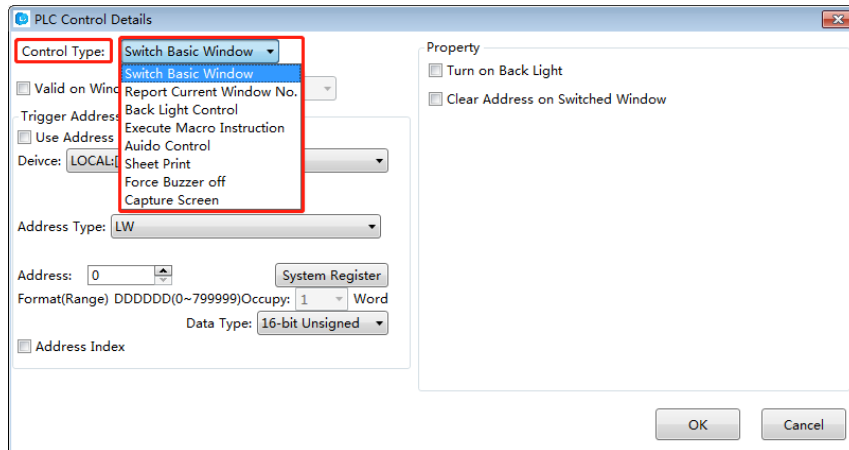 PLC Control Details
Control Type: Switch Basic Window
Switch Basic Window
Report Current Window No.
Back Light Control
Execute Macro Instruction
Auido Control
Sheet Print
Force Buzzer off
Capture Screen
Valid on
Trigger Address
Use Address
Deivce: LOCAL:
Address Type: LW
Address: 0 System Register
Format(Range) DDDDDD(0~799999)Occupy: 1 Word
Data Type: 16-bit Unsigned
Address Index
Property
Turn on Back Light
Clear Address on Switched Window
OK Cancel